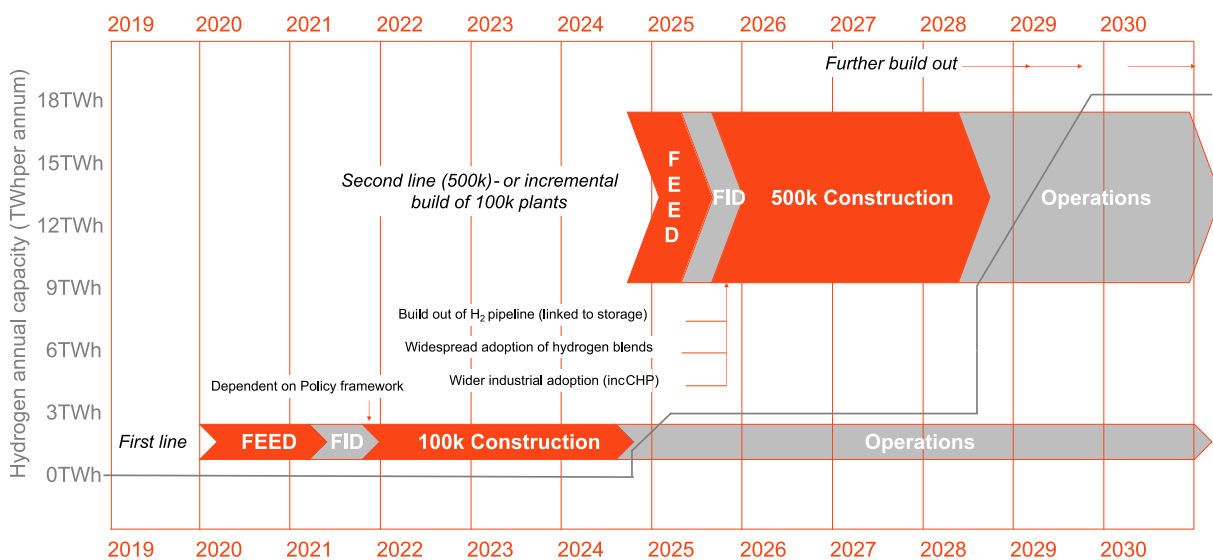 2019 2020 2021 2022 2023 2024 2025 2026 2027 2028 2029 2030
Hydrogen annual capacity (TWhper annum)
Further build out
18TWh
15TWh
12TWh
9TWh
6TWh
3TWh
0TWh
Second line (500k)- or incremental
build of 100k plants
FEED
FID
500k Construction
Operations
Build out of H₂ pipeline (linked to storage)
Widespread adoption of hydrogen blends
Wider industrial adoption (incCHP)
Dependent on Policy framework
First line
FEED
FID
100k Construction
Operations
2019 2020 2021 2022 2023 2024 2025 2026 2027 2028 2029 2030